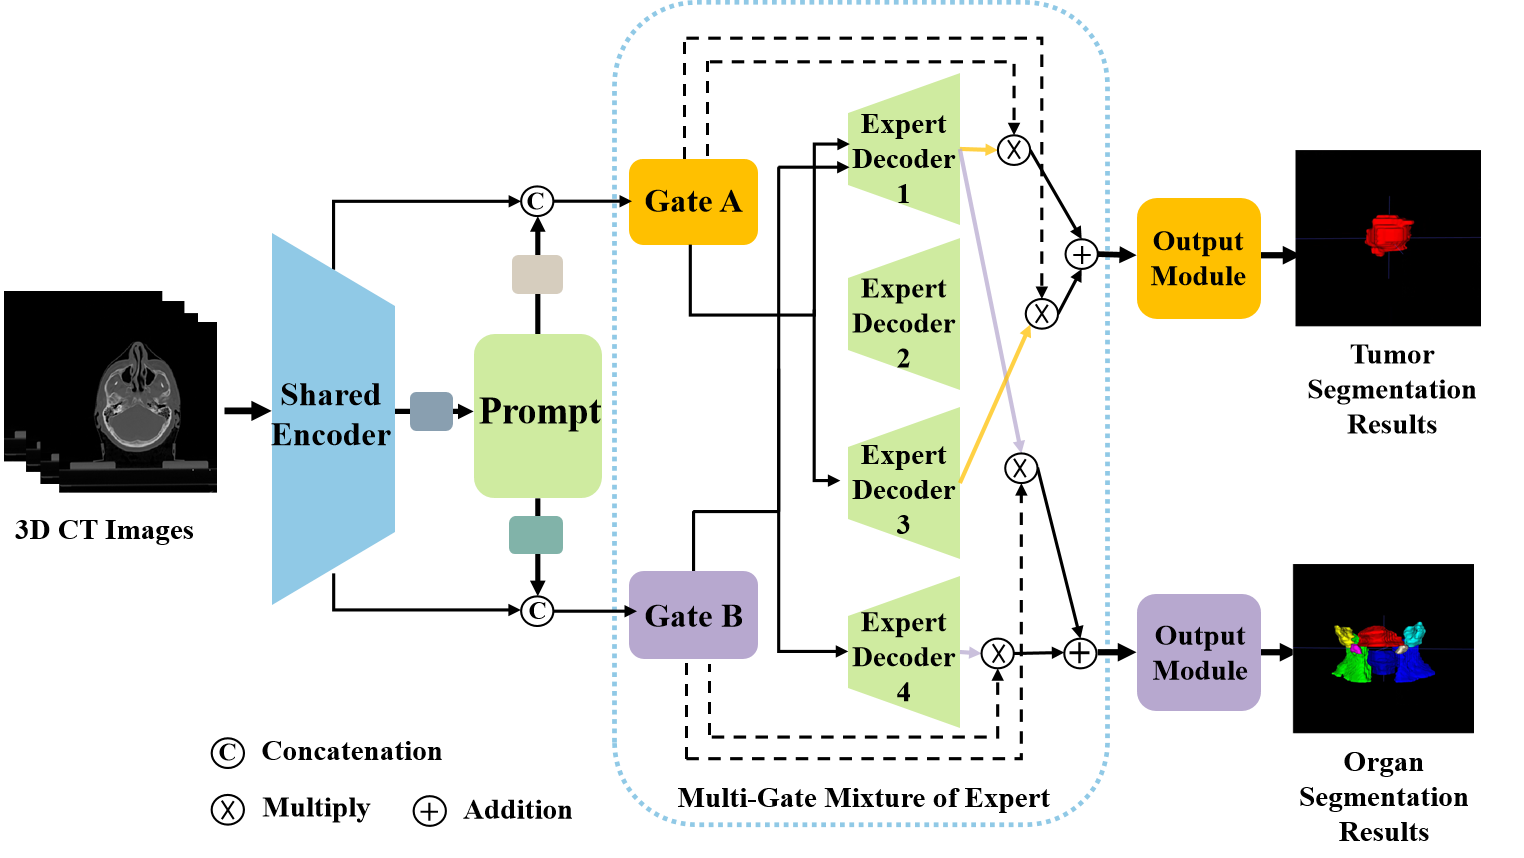 Expert
Decoder
1
Gate A
C
X
Output
Module
Expert
Decoder
2
X
Tumor
Segmentation
Results
Shared
Encoder
Prompt
3D CT Images
Expert
Decoder
3
X
Gate B
C
Expert
Decoder
4
X
Output
Module
Organ
Segmentation
Results
C Concatenation
X Multiply
Addition
Multi-Gate Mixture of Expert